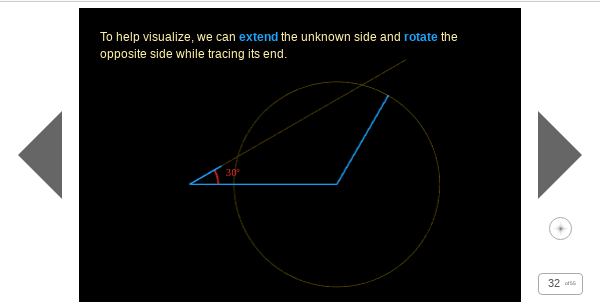 To help visualize, we can extend the unknown side and rotate the
opposite side while tracing its end.
30°
32 of 55